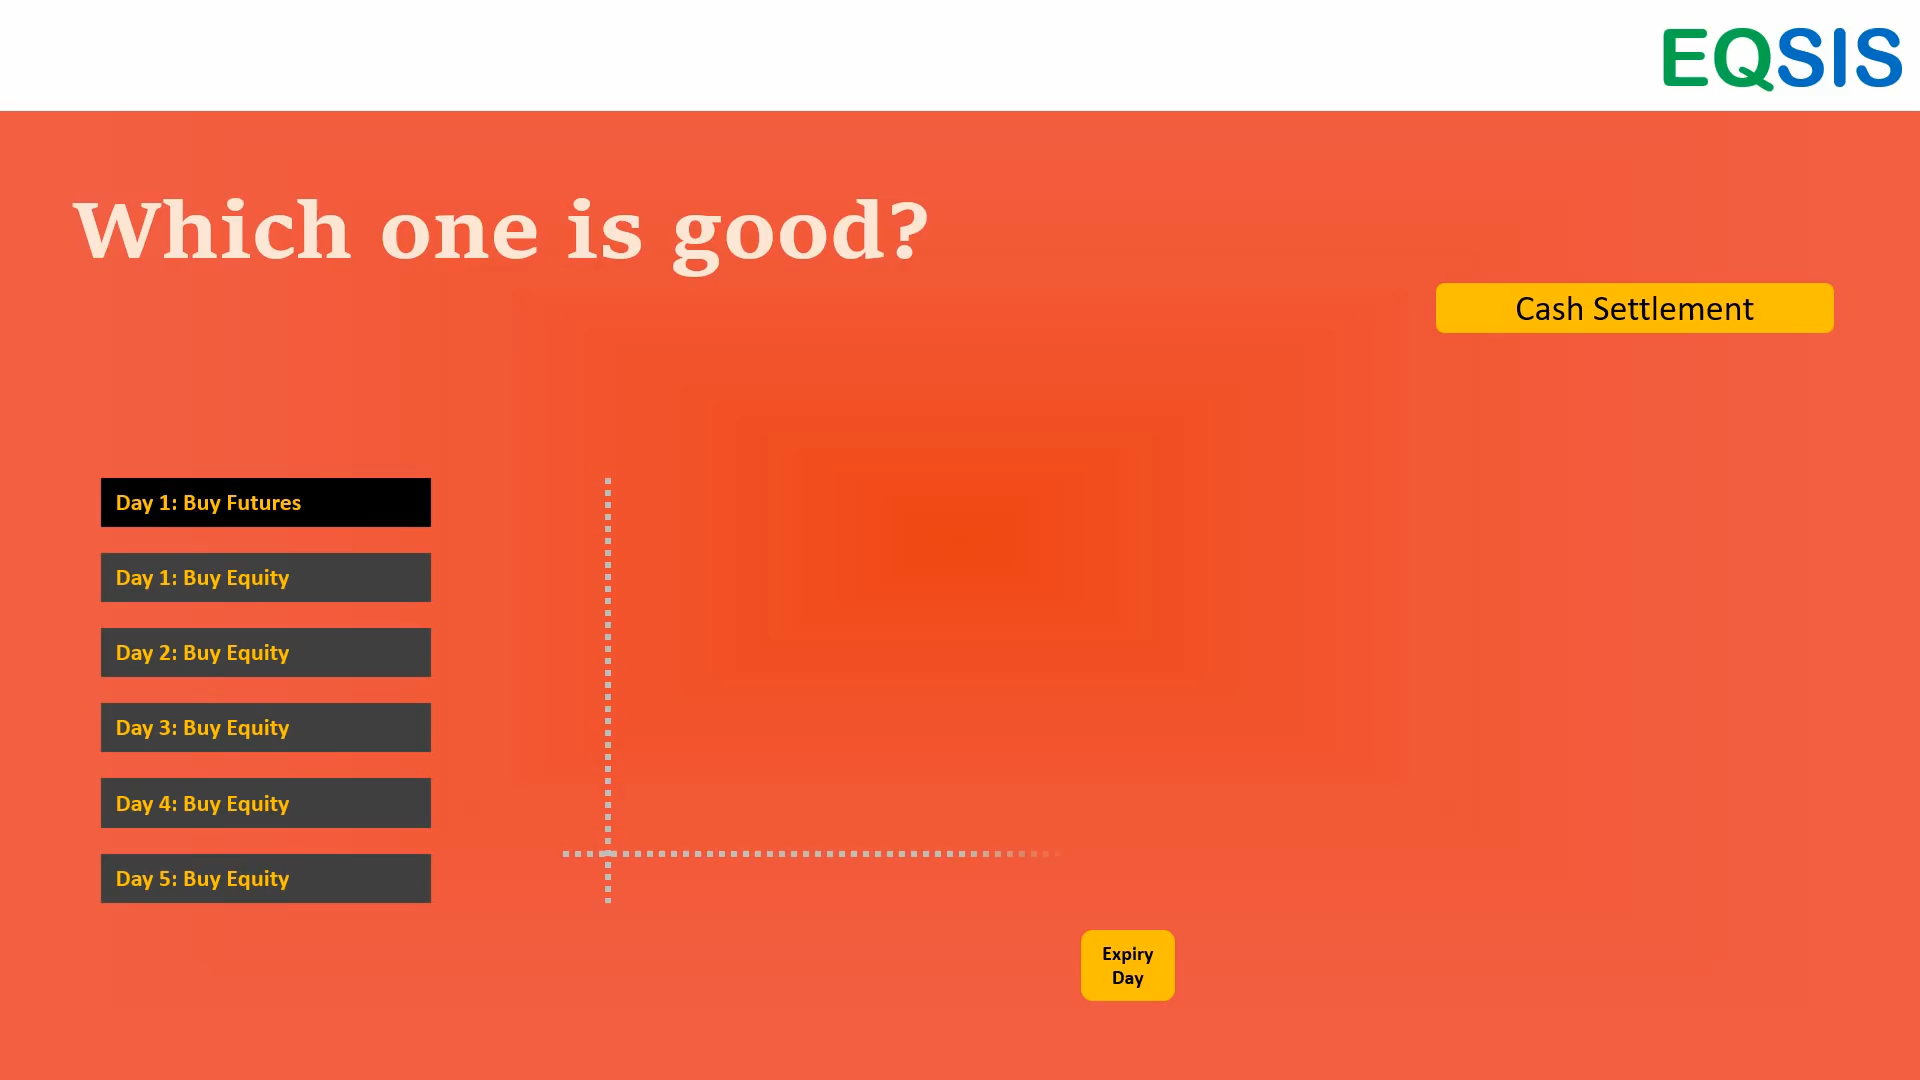 EQSIS
Which one is good?
Cash Settlement
Day 1: Buy Futures
Day 1: Buy Equity
Day 2: Buy Equity
Day 3: Buy Equity
Day 4: Buy Equity
Day 5: Buy Equity
Expiry
Day